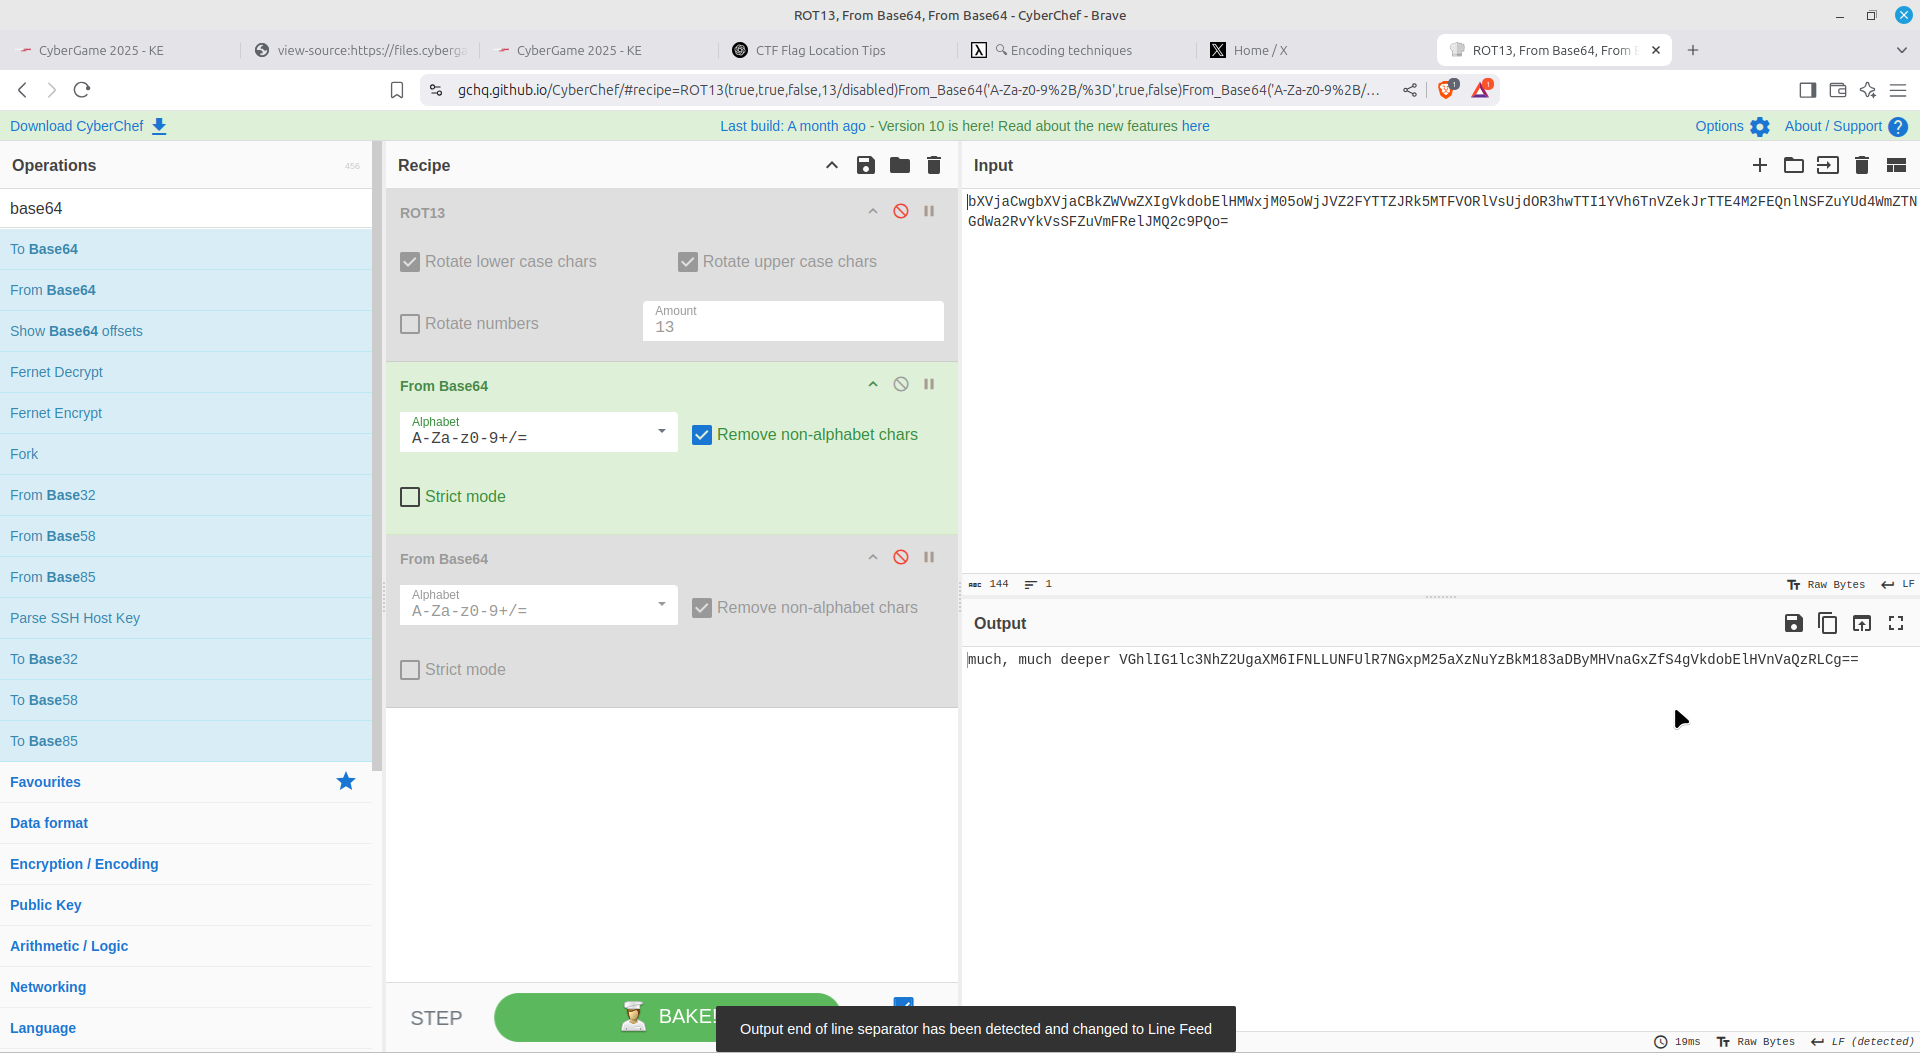 ROT13, From Base64, From Base64 - CyberChef - Brave
CyberGame 2025 - KE
view-source:https://files.cyberga
CyberGame 2025 - KE
CTF Flag Location Tips
Encoding techniques
Home / X
ROT13, From Base64, From B
gchq.github.io/CyberChef/#recipe=ROT13(true,true,false,13/disabled)From_Base64('A-Za-z0-9%2B/%3D',true,false)From_Base64('A-Za-z0-9%2B/...
1
1
Download CyberChef
Last build: A month ago - Version 10 is here! Read about the new features here
Options
About / Support
Operations
456
base64
To Base64
From Base64
Show Base64 offsets
Fernet Decrypt
Fernet Encrypt
Fork
From Base32
From Base58
From Base85
Parse SSH Host Key
To Base32
To Base58
To Base85
Favourites
Data format
Encryption / Encoding
Public Key
Arithmetic / Logic
Networking
Language
Recipe
ROT13
Rotate lower case chars
Rotate upper case chars
Rotate numbers
Amount
13
From Base64
Alphabet
A-Za-z0-9+/=
Remove non-alphabet chars
Strict mode
From Base64
Alphabet
A-Za-z0-9+/=
Remove non-alphabet chars
Strict mode
STEP
BAKE!
Input
bXVjaCwgbXVjaCBkZWVwZXIgVkdobElHMWxjM05oWjJVZ2FYTTZJRk5MTFVORlVsUjdOR3hwTTI1YVh6TnVZekJrTTE4M2FEQnlNSFZuYUd4WmZTN
GdWa2RvYkVsSFZuVmFRelJMQ2c9PQo=
ABC 144
1
Raw Bytes
LF
Output
much, much deeper VGhlIG1lc3NhZ2UgaXM6IFNLLUNFUlR7NGxpM25aXzNuYzBkM183aDByMHVnaGxZfS4gVkdobElHVnVaQzRLCg==
19ms
Raw Bytes
LF (detected)
Output end of line separator has been detected and changed to Line Feed